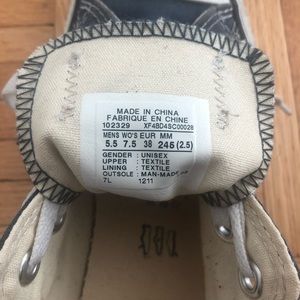 MADE IN CHINA
FABRIQUE EN CHINE
102329 XF4BD4SC00028
MENS WO'S EUR MM
5.5 7.5 38 245 (2.5)
GENDER : UNISEX
UPPER : TEXTILE
LINING : TEXTILE
OUTSOLE : MAN-MADE
7L 1211